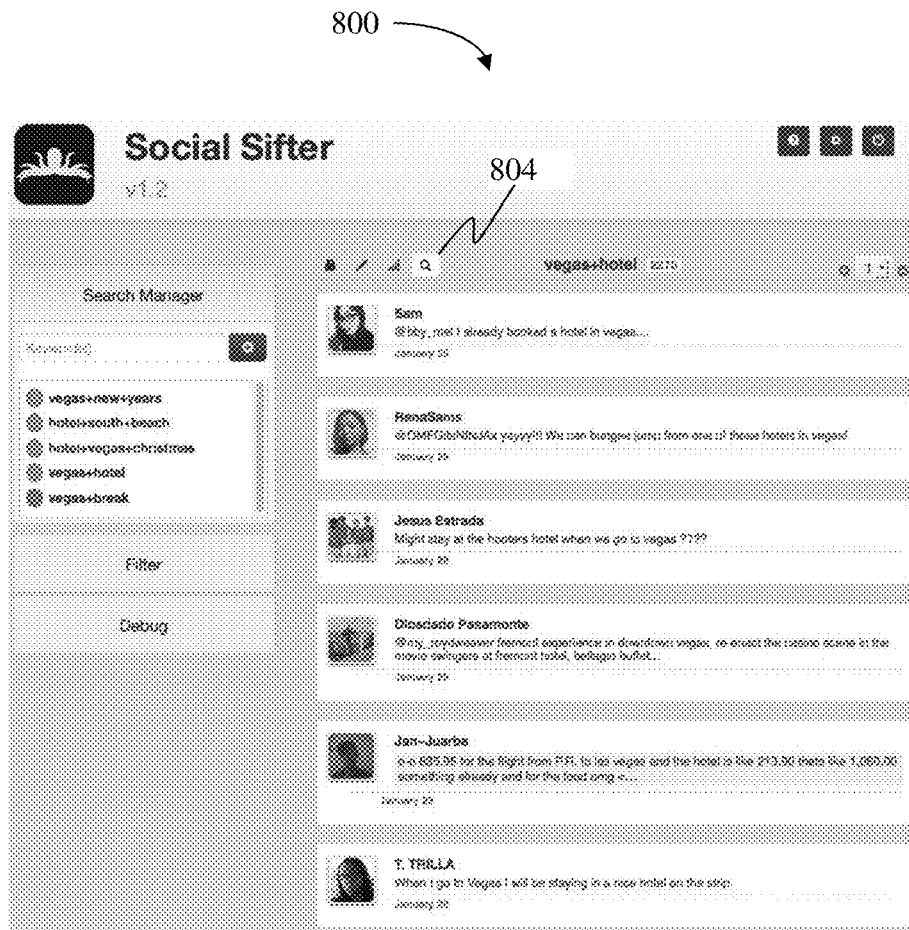 800
Social Sifter
v1.2
804
vegas+hotel
Search Manager
Keyword(s)
vegas+new+years
hotel+south+beach
hotel+vegas+christmas
vegas+hotel
vegas+break
Filter
Debug
Sam
I already booked a hotel in vegas....
January 29
RenaSams
yayyy!!! We can bungee jump from one of those hotels in vegas!
January 29
Jesus Estrada
Might stay at the hooters hotel when we go to vegas ????
January 29
Pasamonte
fremont experience in downtown vegas, re-enact the casino scene in the
movie swingers at fremont hotel, bellagio buffet...
January 29
Jan-Juarbe
for the flight from P.R. to las vegas and the hotel is like 213.00 thats like
something already and for the food omg
January 29
T. TRILLA
When I go to Vegas I will be staying in a nice hotel on the strip
January 29